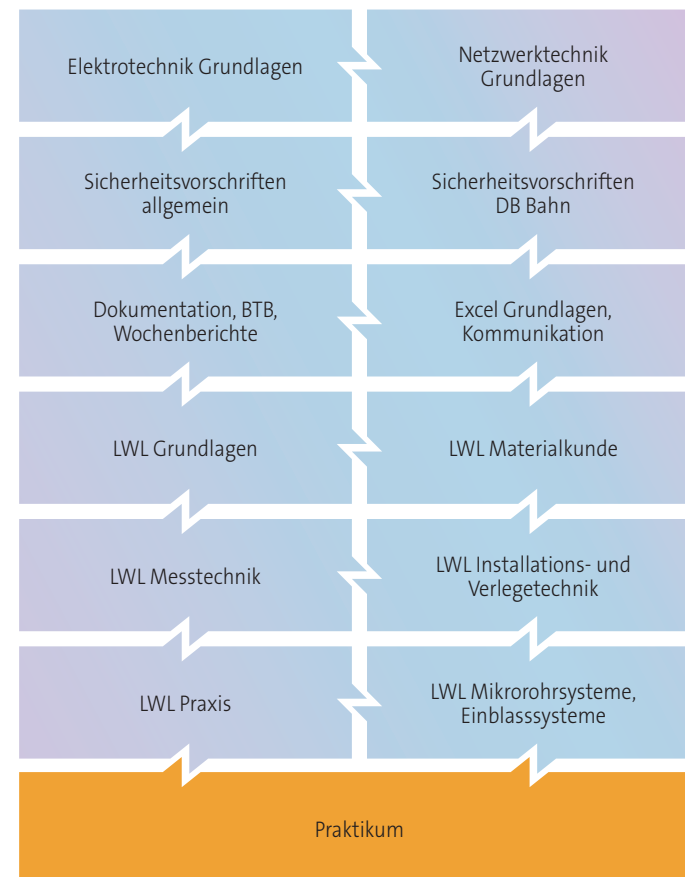 Elektrotechnik Grundlagen
Netzwerktechnik
Grundlagen
Sicherheitsvorschriften
allgemein
Sicherheitsvorschriften
DB Bahn
Dokumentation, BTB,
Wochenberichte
Excel Grundlagen,
Kommunikation
LWL Grundlagen
LWL Materialkunde
LWL Messtechnik
LWL Installations- und
Verlegetechnik
LWL Praxis
LWL Mikrorohrsysteme,
Einblasssysteme
Praktikum